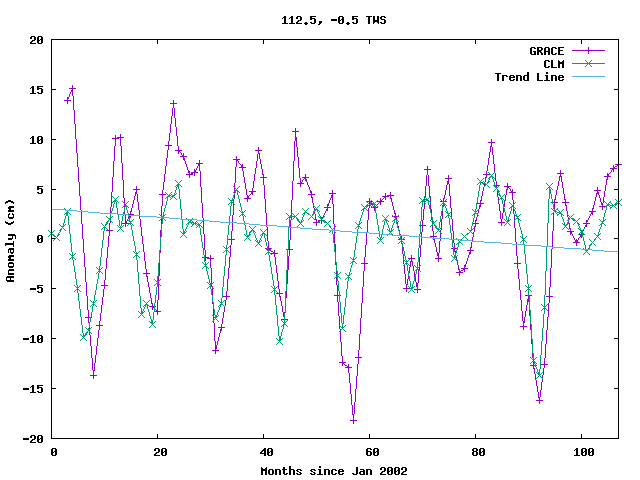 112.5, -0.5 TWS
20
15
10
5
0
-5
-10
-15
-20
Anomaly (cm)
GRACE
CLM
Trend Line
0 20 40 60 80 100
Months since Jan 2002